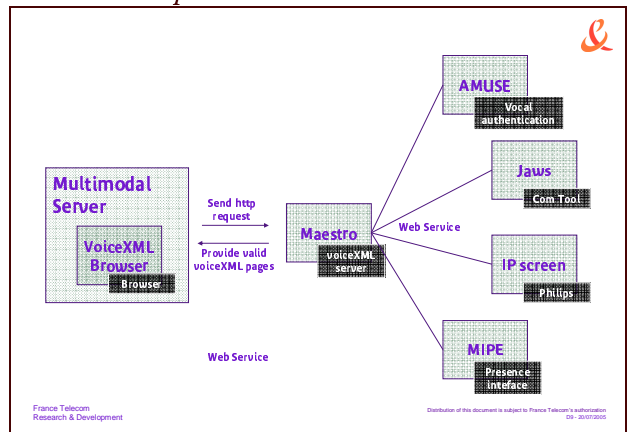 AMUSE
Vocal
authentication
Multimodal
Server
VoiceXML
Browser
Browser
Send http
request
Provide valid
voiceXML pages
Maestro
voiceXML
server
Web Service
Jaws
Com Tool
IP screen
Philips
MIPE
Presence
Inteface
Web Service
France Telecom
Research & Development
Distribution of this document is subject to France Telecom's authorization
D9 - 20/07/2005